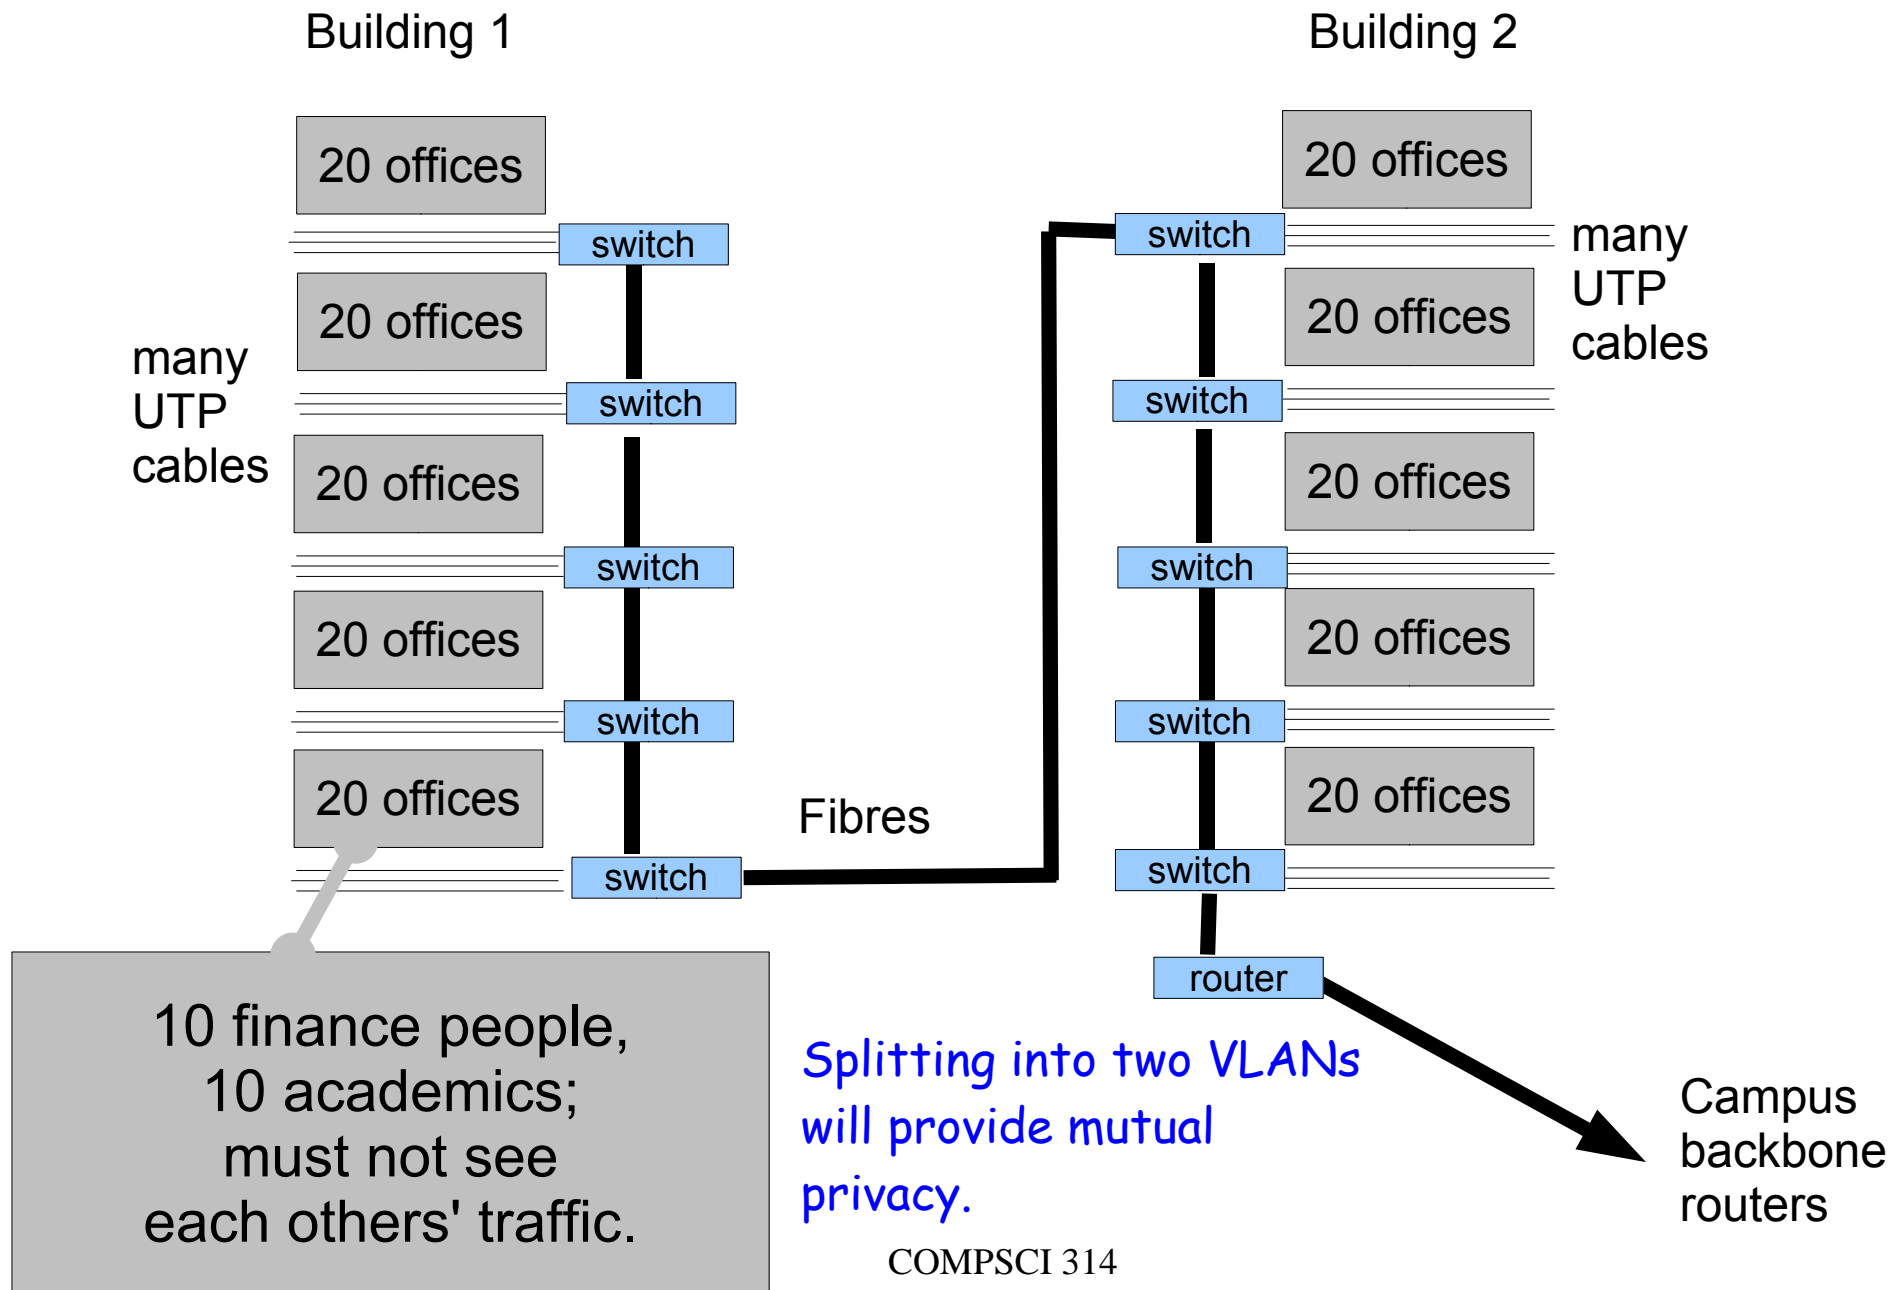 Building 1
Building 2
20 offices
switch
20 offices
many
UTP
cables
switch
20 offices
switch
20 offices
switch
20 offices
switch
Fibres
20 offices
switch
many
UTP
cables
20 offices
switch
20 offices
switch
20 offices
switch
20 offices
switch
router
10 finance people,
10 academics;
must not see
each others' traffic.
Splitting into two VLANs
will provide mutual
privacy.
Campus
backbone
routers
COMPSCI 314